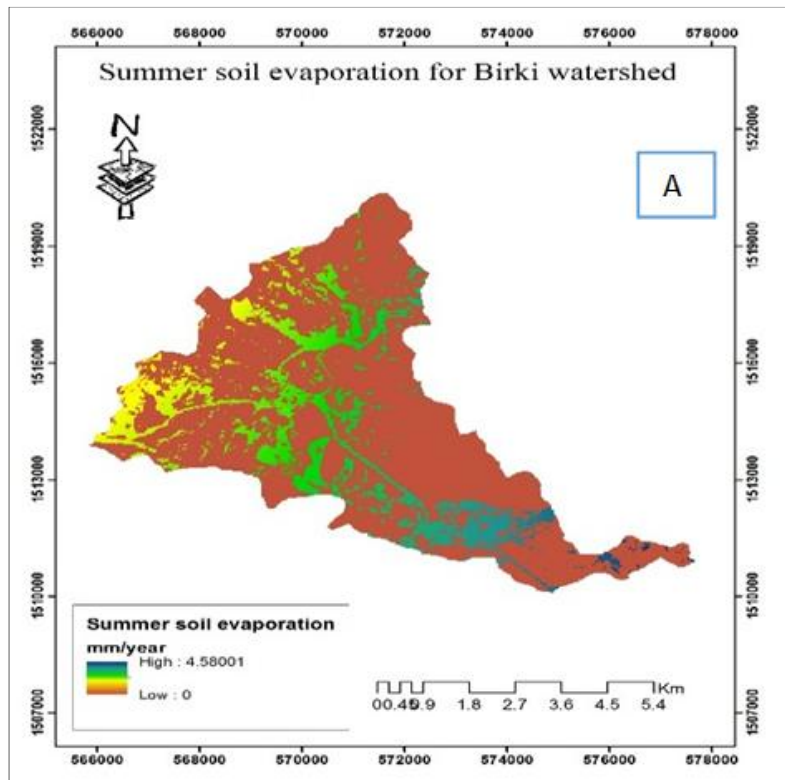 566000 568000 570000 572000 574000 576000 578000
Summer soil evaporation for Birki watershed
N
A
1522000 1522000
1519000 1519000
1516000 1516000
1513000 1513000
1510000 1510000
1507000 1507000
Summer soil evaporation
mm/year
High : 4.58001
Low : 0
Km
00.450.9 1.8 2.7 3.6 4.5 5.4
566000 568000 570000 572000 574000 576000 578000